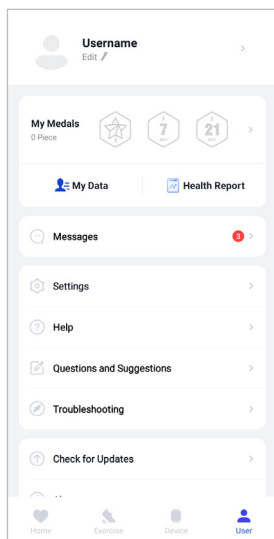 Username
Edit
My Medals
0 Piece
7
21
My Data
Health Report
Messages
3
Settings
Help
Questions and Suggestions
Troubleshooting
Check for Updates
Home
Exercise
Device
User